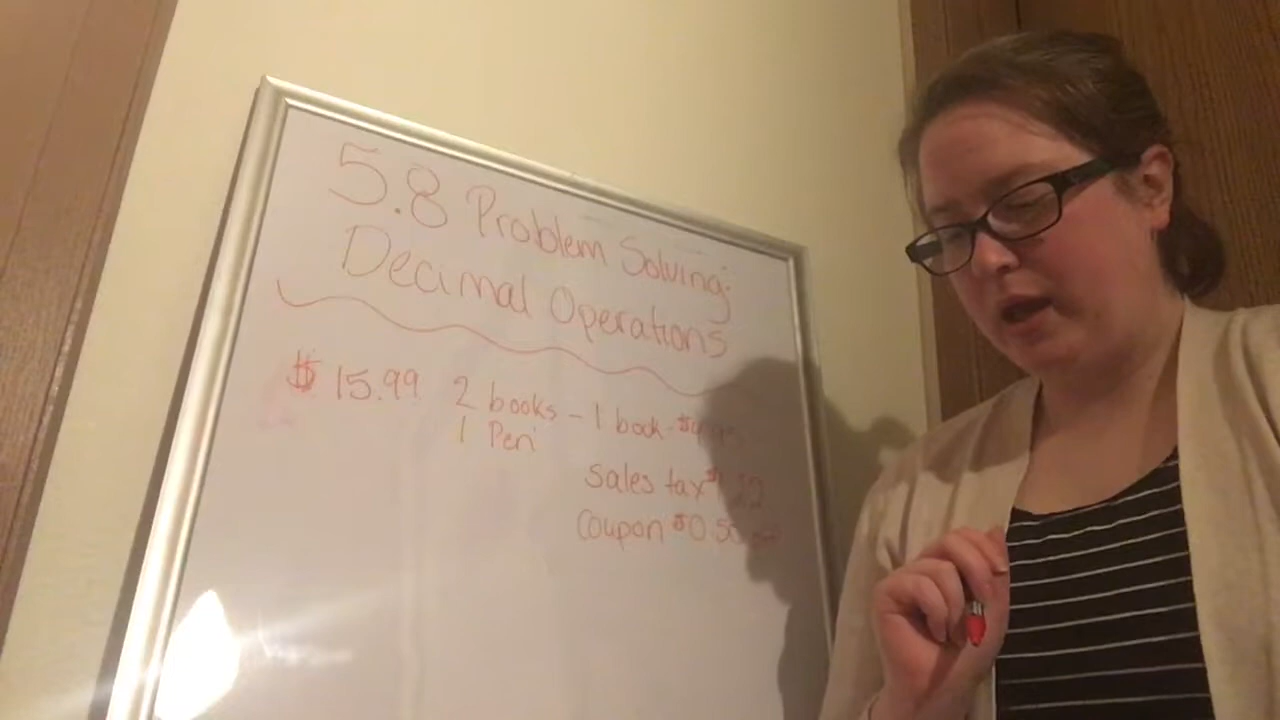 5.8 Problem Solving:
Decimal Operations
$15.99 2 books - 1 book - 
1 Pen
sales tax
Coupon $0.50